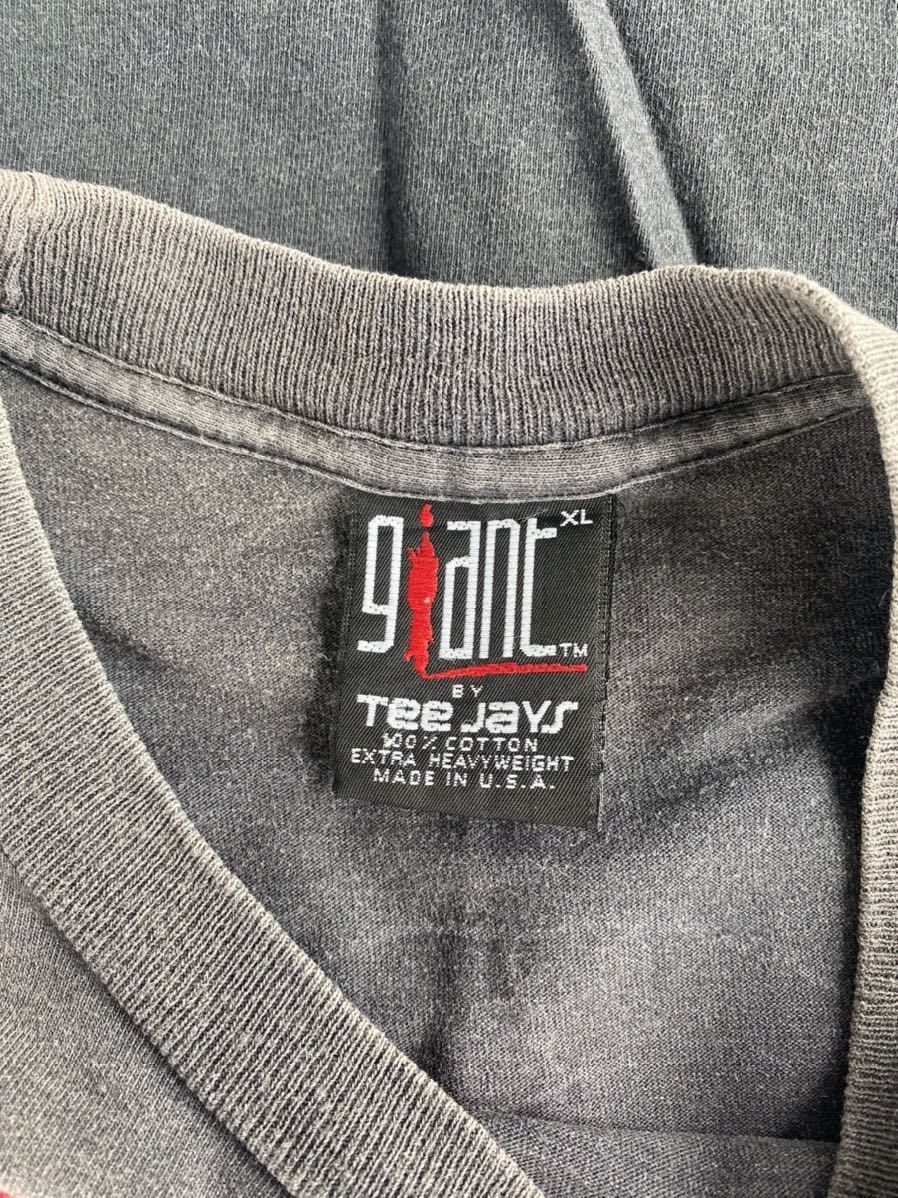 giant XL
TM
BY
Tee Jays
100% COTTON
EXTRA HEAVYWEIGHT
MADE IN U.S.A.